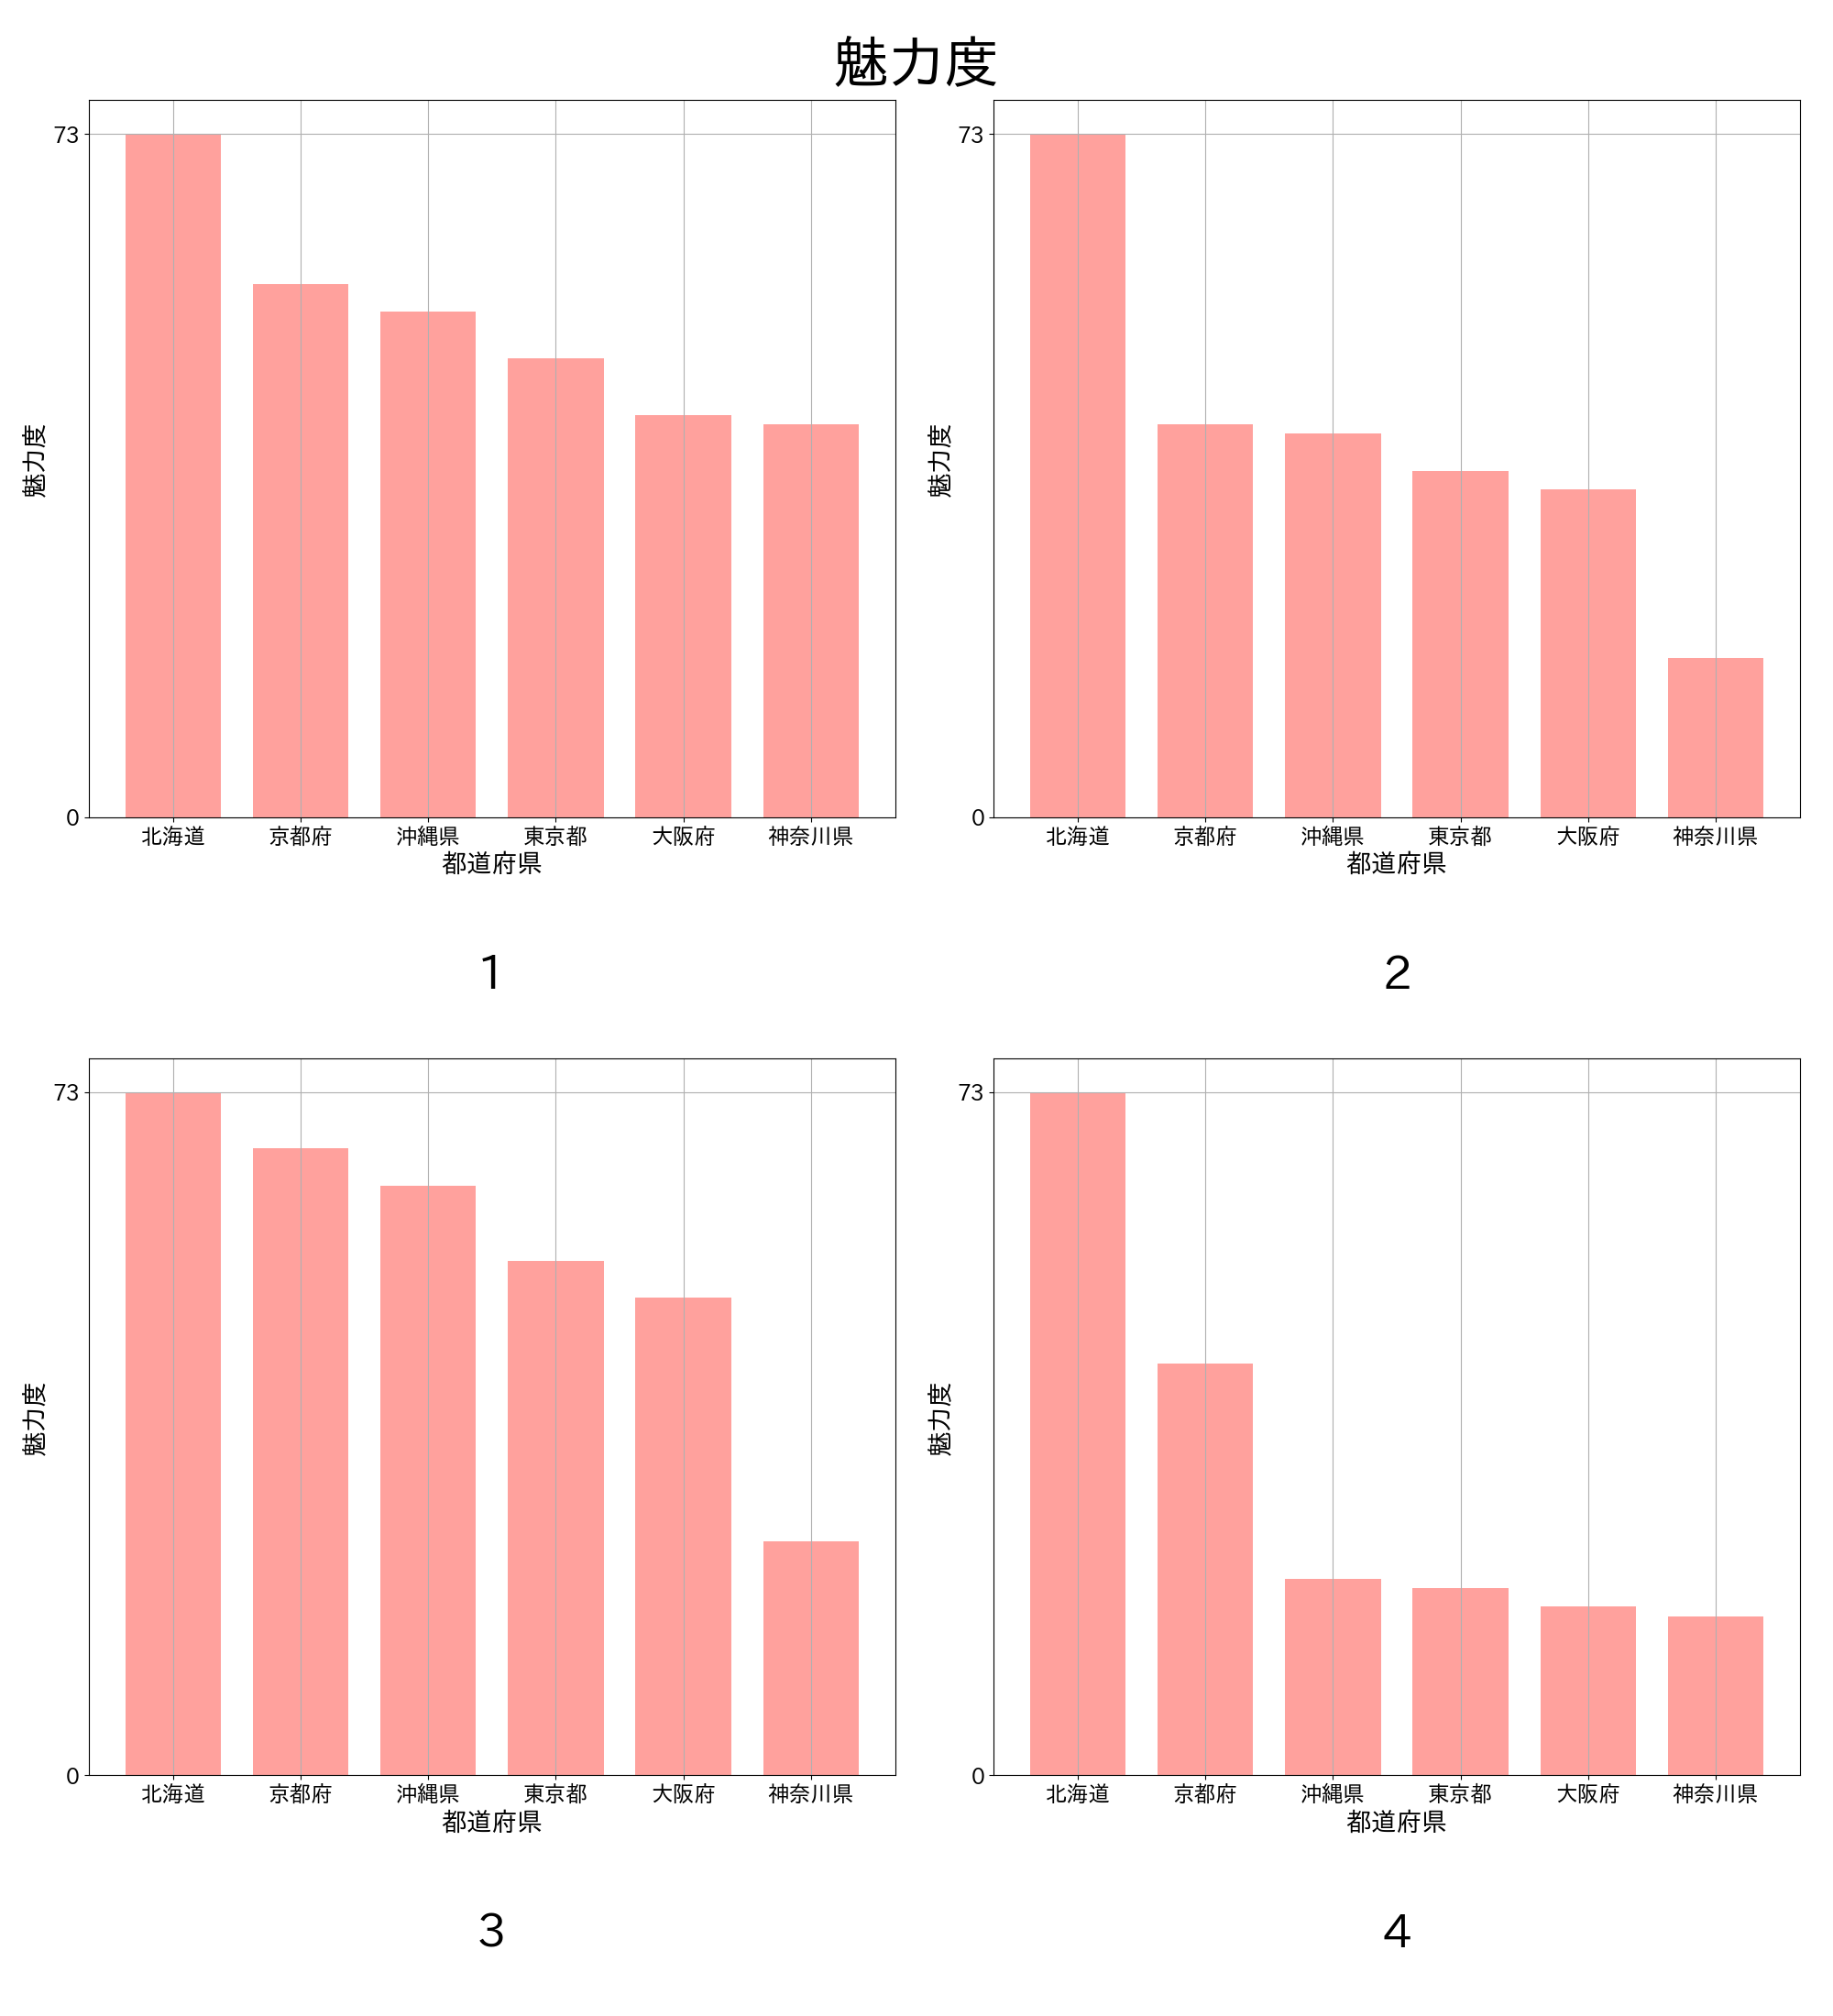 魅力度
73
0
魅力度
北海道 京都府 沖縄県 東京都 大阪府 神奈川県
都道府県
1
73
0
魅力度
北海道 京都府 沖縄県 東京都 大阪府 神奈川県
都道府県
2
73
0
魅力度
北海道 京都府 沖縄県 東京都 大阪府 神奈川県
都道府県
3
73
0
魅力度
北海道 京都府 沖縄県 東京都 大阪府 神奈川県
都道府県
4